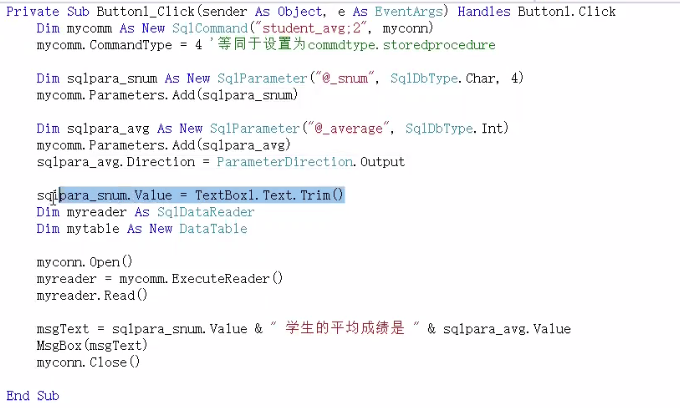 Private Sub Button1_Click(sender As Object, e As EventArgs) Handles Button1.Click
Dim mycomm As New SqlCommand("student_avg;2", myconn)
mycomm.CommandType = 4 '等同于设置为commdtype.storedprocedure
Dim sqlpara_snum As New SqlParameter("@_snum", SqlDbType.Char, 4)
mycomm.Parameters.Add(sqlpara_snum)
Dim sqlpara_avg As New SqlParameter("@_average", SqlDbType.Int)
mycomm.Parameters.Add(sqlpara_avg)
sqlpara_avg.Direction = ParameterDirection.Output
sqlpara_snum.Value = TextBox1.Text.Trim()
Dim myreader As SqlDataReader
Dim mytable As New DataTable
myconn.Open()
myreader = mycomm.ExecuteReader()
myreader.Read()
msgText = sqlpara_snum.Value & " 学生的平均成绩是 " & sqlpara_avg.Value
MsgBox(msgText)
myconn.Close()
End Sub